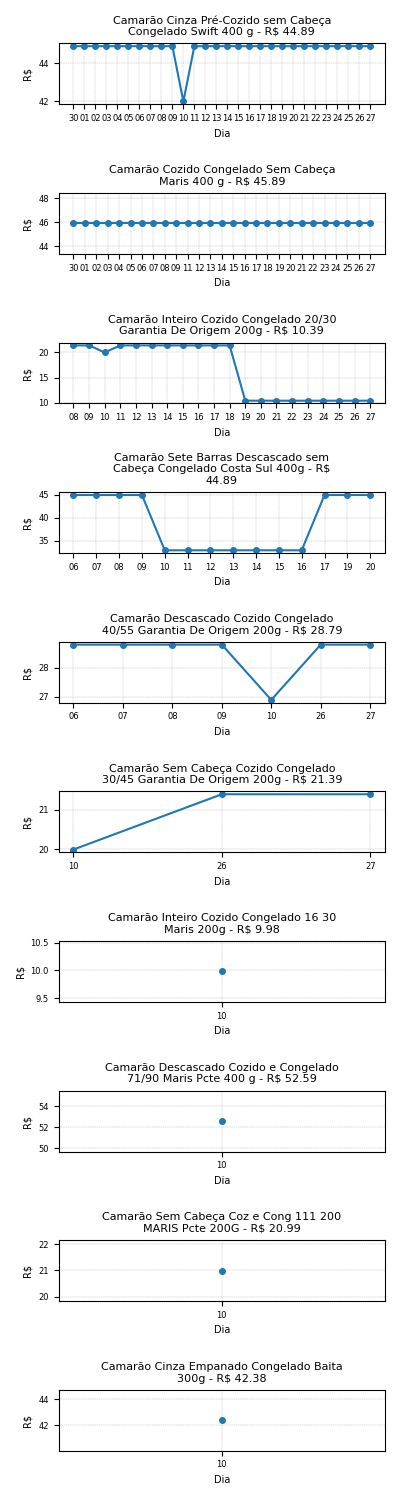 Camarão Cinza Pré-Cozido sem Cabeça
Congelado Swift 400 g - R$ 44.89
44
42
R$
30 01 02 03 04 05 06 07 08 09 10 11 12 13 14 15 16 17 18 19 20 21 22 23 24 25 26 27
Dia
Camarão Cozido Congelado Sem Cabeça
Maris 400 g - R$ 45.89
48
46
44
R$
30 01 02 03 04 05 06 07 08 09 11 12 13 14 15 16 17 18 19 20 21 22 23 24 25 26 27
Dia
Camarão Inteiro Cozido Congelado 20/30
Garantia De Origem 200g - R$ 10.39
20
15
10
R$
08 09 10 11 12 13 14 15 16 17 18 19 20 21 22 23 24 25 26 27
Dia
Camarão Sete Barras Descascado sem
Cabeça Congelado Costa Sul 400g - R$
44.89
45
40
35
R$
06 07 08 09 10 11 12 13 14 15 16 17 19 20
Dia
Camarão Descascado Cozido Congelado
40/55 Garantia De Origem 200g - R$ 28.79
28
27
R$
06 07 08 09 10 26 27
Dia
Camarão Sem Cabeça Cozido Congelado
30/45 Garantia De Origem 200g - R$ 21.39
21
20
R$
10 26 27
Dia
Camarão Inteiro Cozido Congelado 16 30
Maris 200g - R$ 9.98
10.5
10.0
9.5
R$
10
Dia
Camarão Descascado Cozido e Congelado
71/90 Maris Pcte 400 g - R$ 52.59
54
52
50
R$
10
Dia
Camarão Sem Cabeça Coz e Cong 111 200
MARIS Pcte 200G - R$ 20.99
22
21
20
R$
10
Dia
Camarão Cinza Empanado Congelado Baita
300g - R$ 42.38
44
42
R$
10
Dia